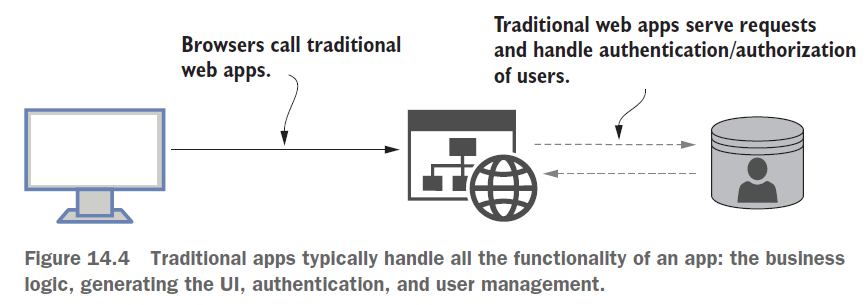 Browsers call traditional
web apps.
Traditional web apps serve requests
and handle authentication/authorization
of users.
Figure 14.4 Traditional apps typically handle all the functionality of an app: the business
logic, generating the UI, authentication, and user management.